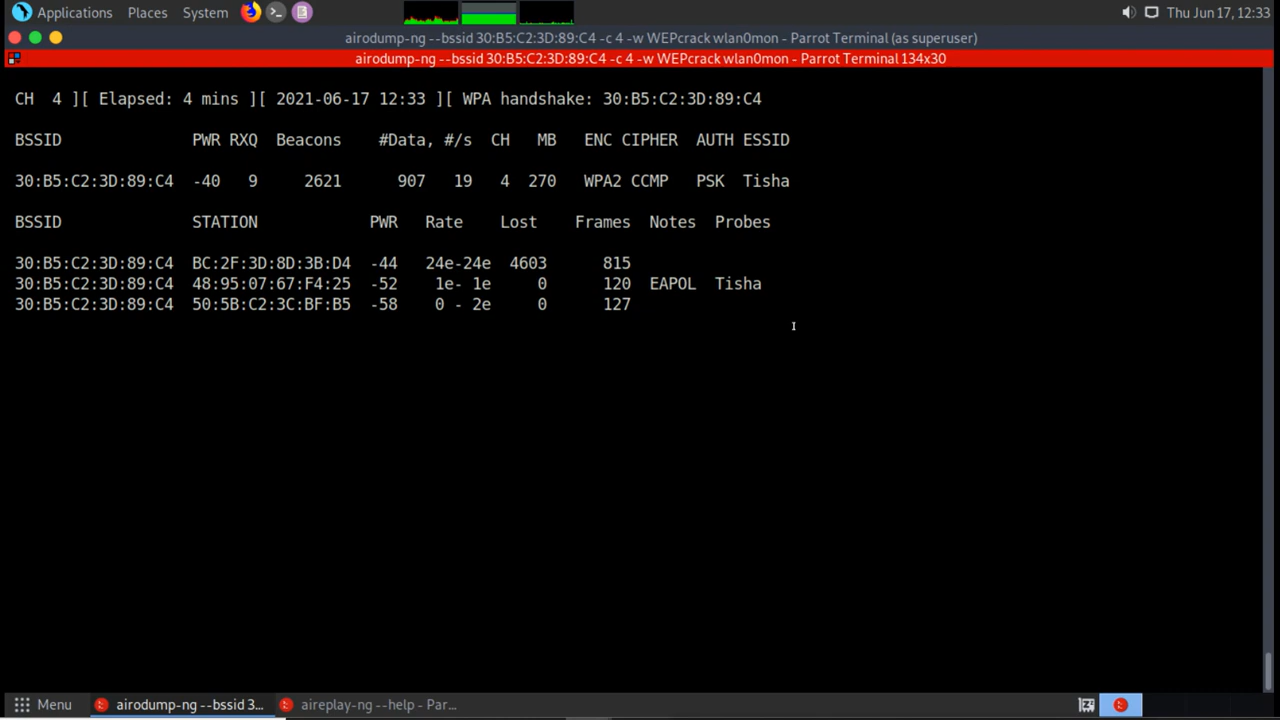 Applications Places System Thu Jun 17, 12:33
airodump-ng --bssid 30:B5:C2:3D:89:C4 -c 4 -w WEPcrack wlan0mon - Parrot Terminal (as superuser)
airodump-ng --bssid 30:B5:C2:3D:89:C4 -c 4 -w WEPcrack wlan0mon - Parrot Terminal 134x30
CH 4 ][ Elapsed: 4 mins ][ 2021-06-17 12:33 ][ WPA handshake: 30:B5:C2:3D:89:C4
BSSID PWR RXQ Beacons #Data, #/s CH MB ENC CIPHER AUTH ESSID
30:B5:C2:3D:89:C4 -40 9 2621 907 19 4 270 WPA2 CCMP PSK Tisha
BSSID STATION PWR Rate Lost Frames Notes Probes
30:B5:C2:3D:89:C4 BC:2F:3D:8D:3B:D4 -44 24e-24e 4603 815
30:B5:C2:3D:89:C4 48:95:07:67:F4:25 -52 1e- 1e 0 120 EAPOL Tisha
30:B5:C2:3D:89:C4 50:5B:C2:3C:BF:B5 -58 0 - 2e 0 127
Menu airodump-ng --bssid 3... aireplay-ng --help - Par...